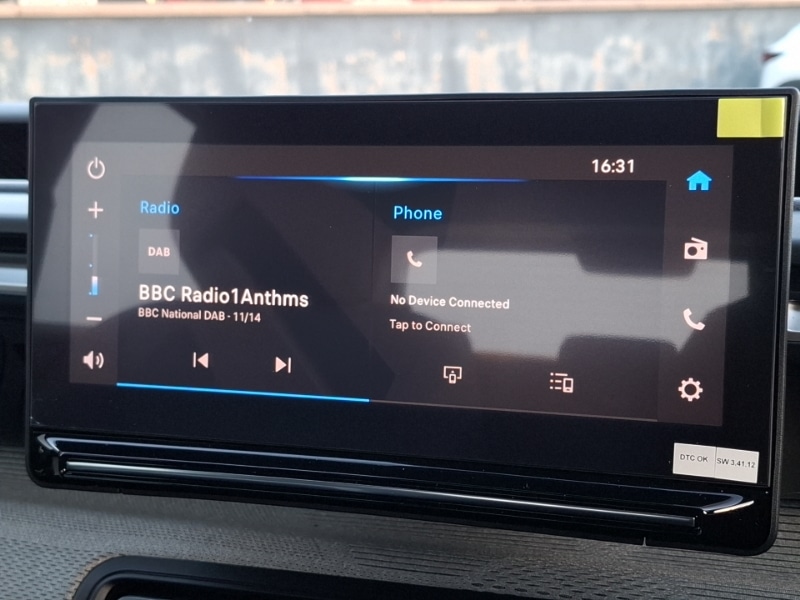 16:31
Radio
Phone
DAB
BBC Radio1Anthms
BBC National DAB - 11/14
No Device Connected
Tap to Connect
DTC OK
SW 3.41.12